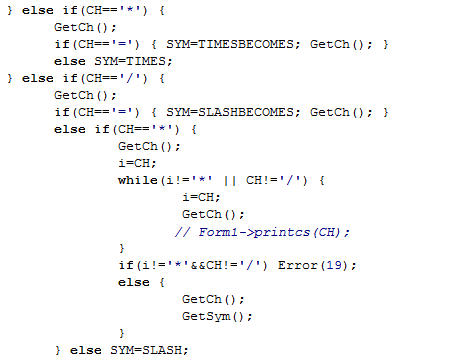 } else if(CH=='*') {
GetCh();
if(CH=='=') { SYM=TIMESBECOMES; GetCh(); }
else SYM=TIMES;
} else if(CH=='/') {
GetCh();
if(CH=='=') { SYM=SLASHBECOMES; GetCh(); }
else if(CH=='*') {
GetCh();
i=CH;
while(i!='*' || CH!='/') {
i=CH;
GetCh();
// Form1->printcs(CH);
}
if(i!='*'&&CH!='/') Error(19);
else {
GetCh();
GetSym();
}
} else SYM=SLASH;